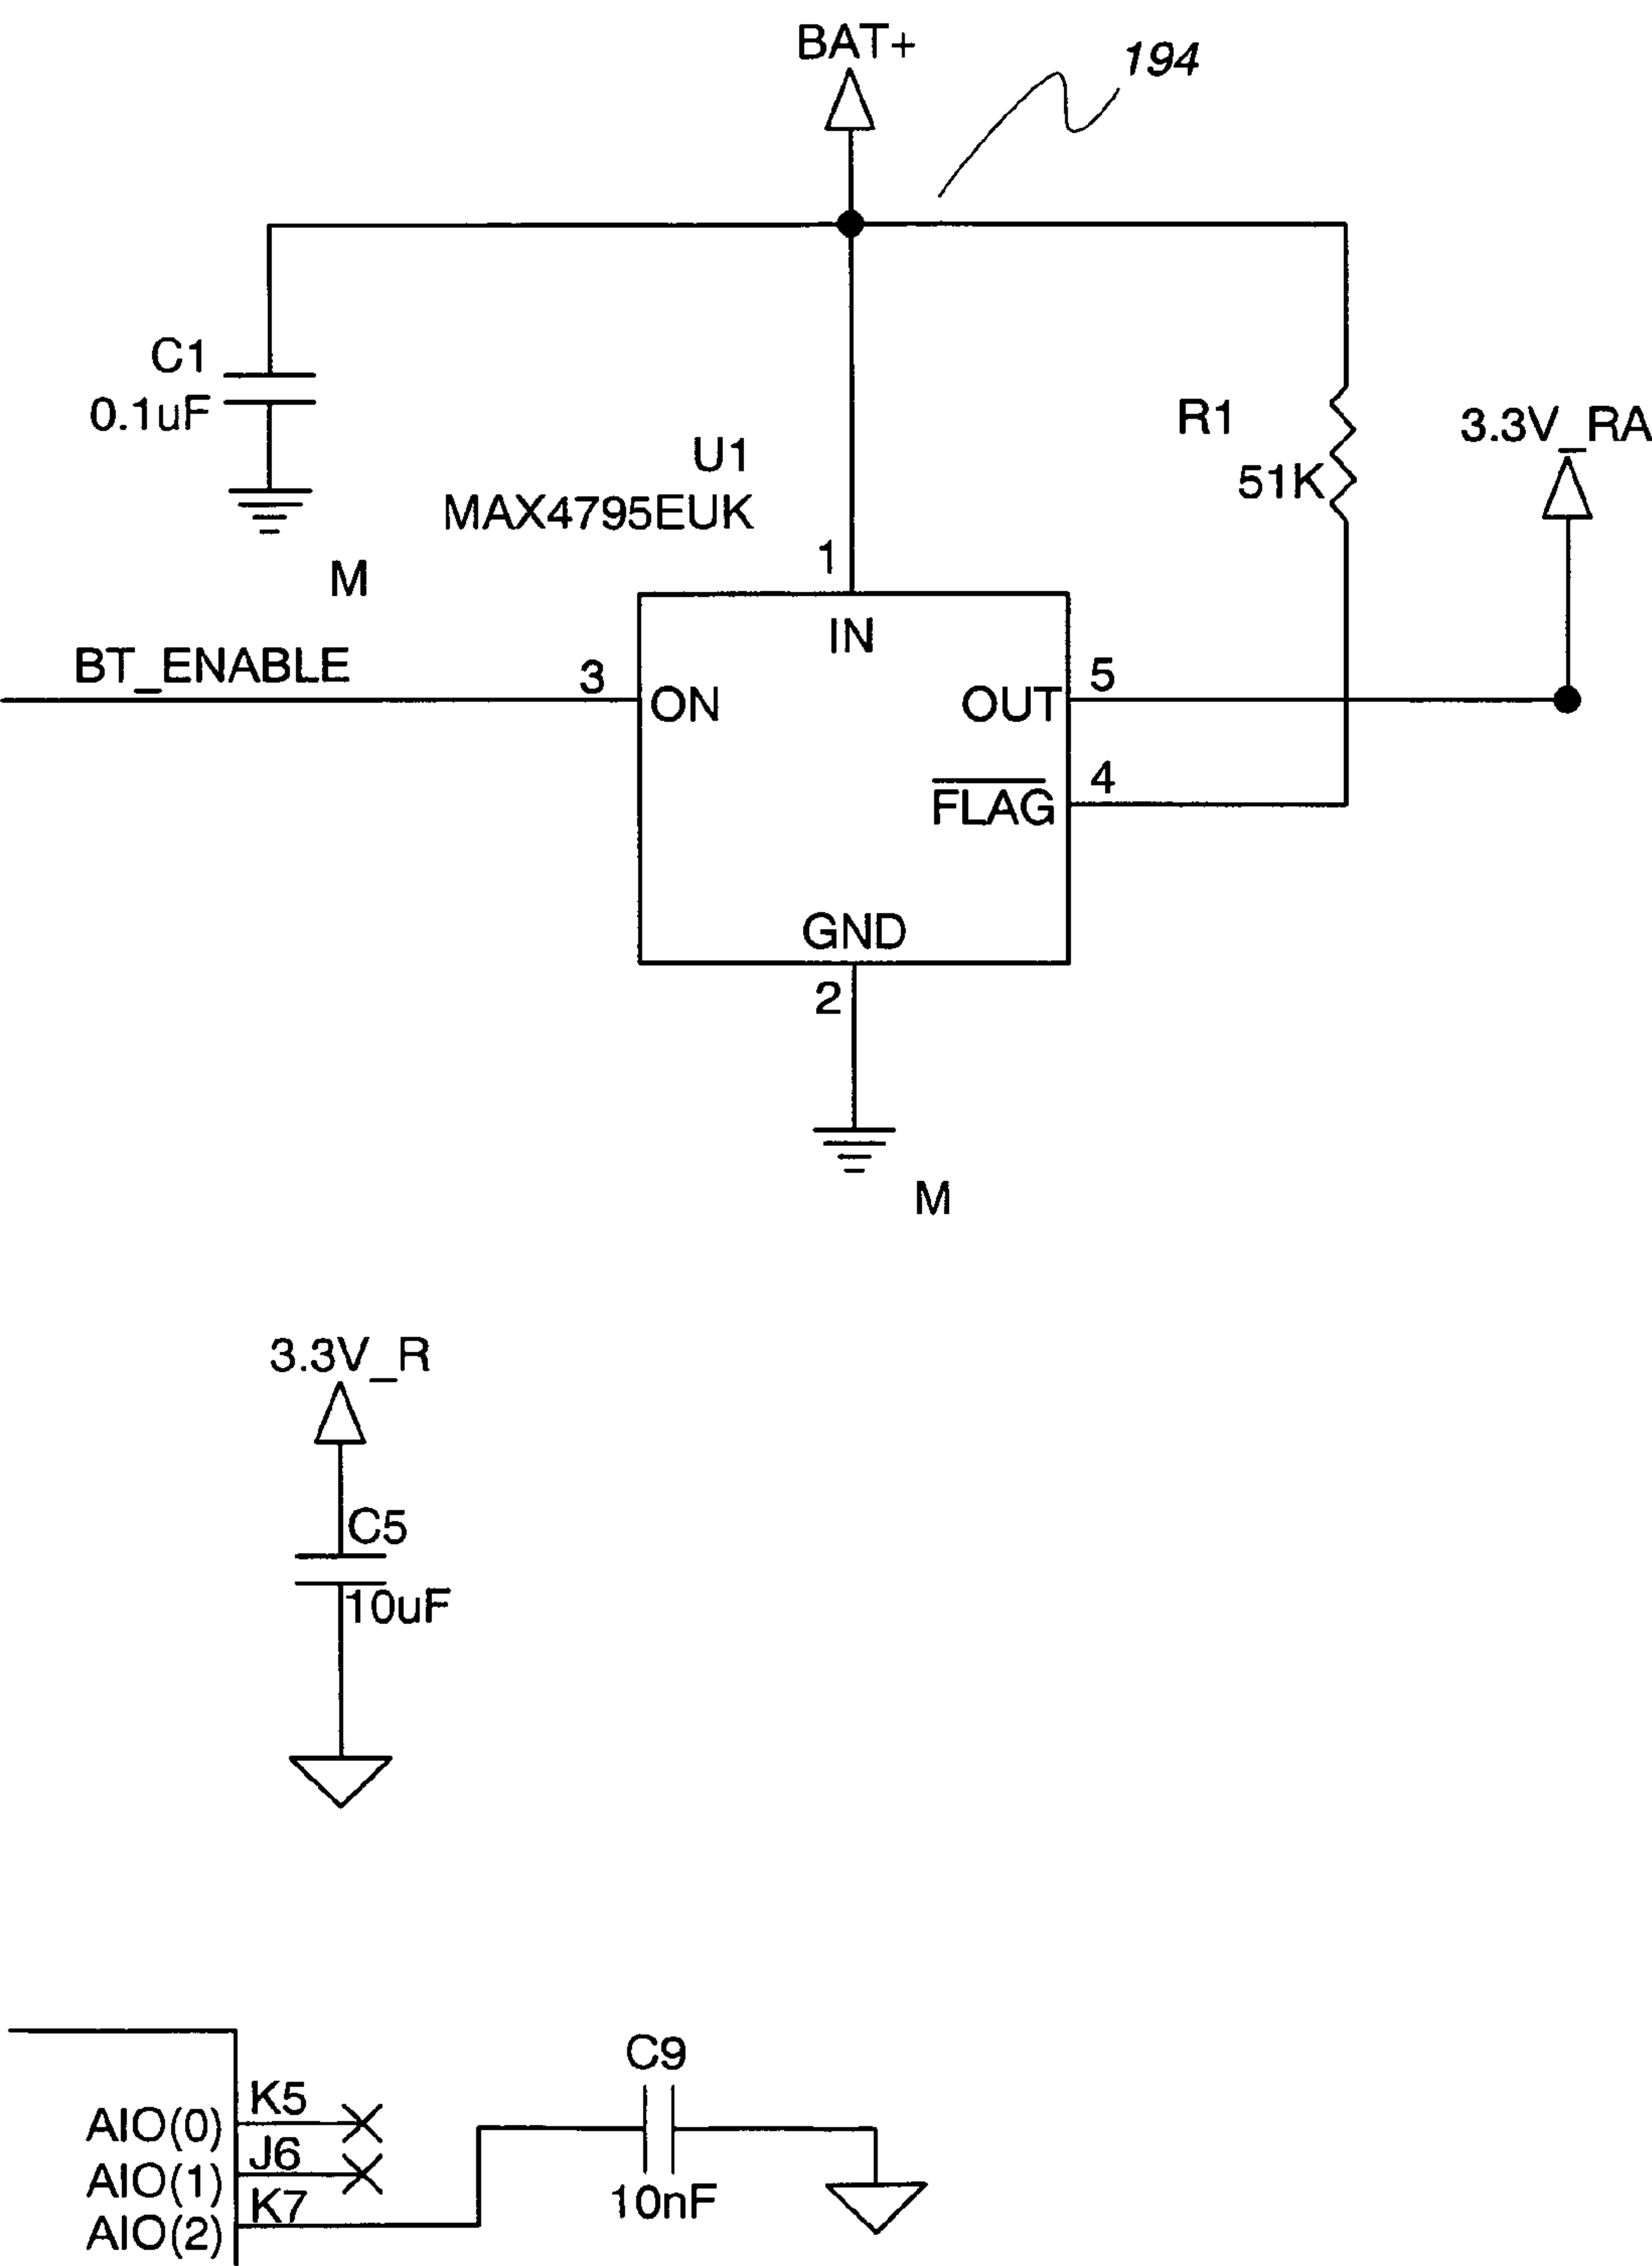 BAT+
194
C1
0.1uF
R1
51K
3.3V_RA
U1
MAX4795EUK
1
M
IN
BT_ENABLE
3
ON
OUT
5
FLAG
4
GND
2
M
3.3V_R
C5
10uF
C9
10nF
AIO(0)
K5
AIO(1)
J6
AIO(2)
K7